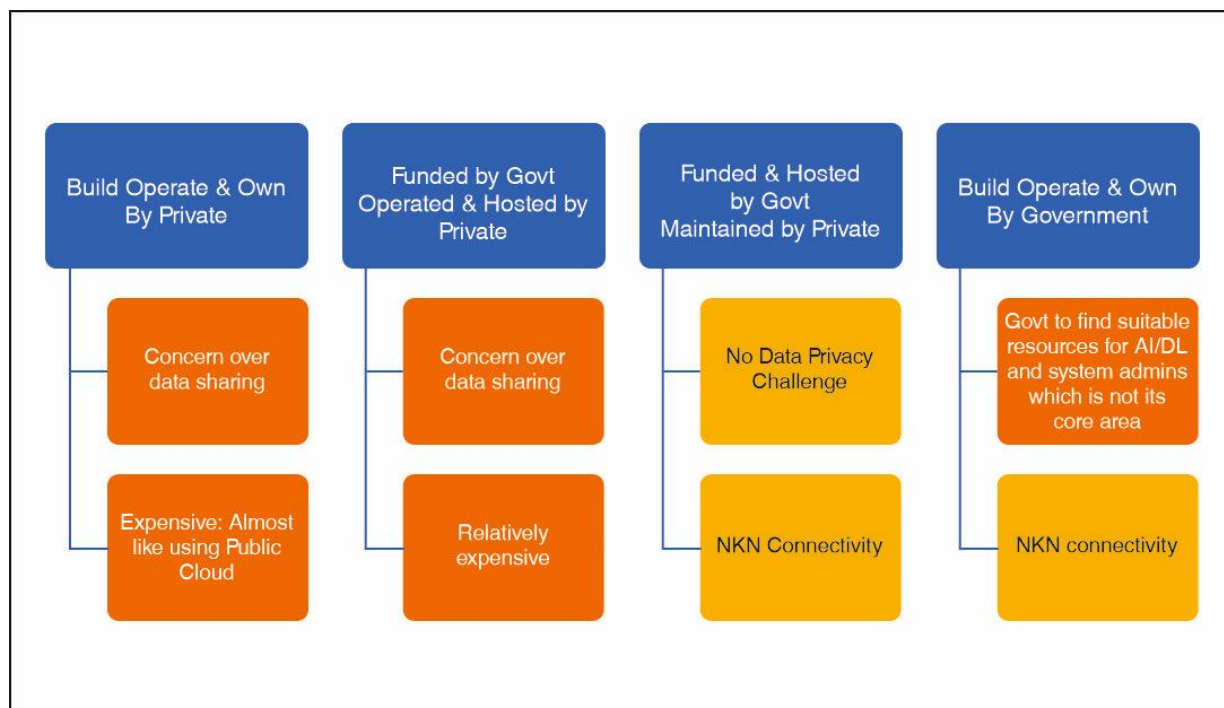 Build Operate & Own
By Private
Concern over
data sharing
Expensive: Almost
like using Public
Cloud
Funded by Govt
Operated & Hosted by
Private
Concern over
data sharing
Relatively
expensive
Funded & Hosted
by Govt
Maintained by Private
No Data Privacy
Challenge
NKN Connectivity
Build Operate & Own
By Government
Govt to find suitable
resources for AI/DL
and system admins
which is not its
core area
NKN connectivity